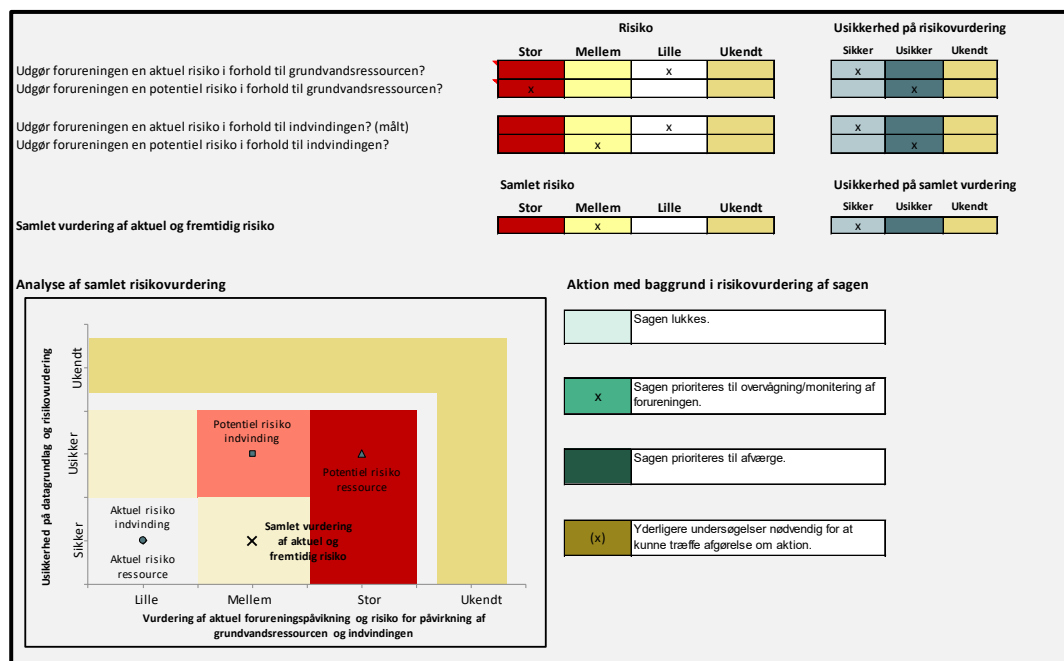 Risiko
Usikkerhed på risikovurdering
Stor Mellem Lille Ukendt Sikker Usikker Ukendt
Udgør forureningen en aktuel risiko i forhold til grundvandsressourcen? x x
Udgør forureningen en potentiel risiko i forhold til grundvandsressourcen? x x
Udgør forureningen en aktuel risiko i forhold til indvindingen? (målt) x x
Udgør forureningen en potentiel risiko i forhold til indvindingen? x x
Samlet risiko
Usikkerhed på samlet vurdering
Stor Mellem Lille Ukendt Sikker Usikker Ukendt
Samlet vurdering af aktuel og fremtidig risiko x x
Analyse af samlet risikovurdering
Usikkerhed på datagrundlag og risikovurdering
Ukendt
Usikker
Sikker
Potentiel risiko
indvinding
Potentiel risiko
ressource
Aktuel risiko
indvinding
Aktuel risiko
ressource
Samlet vurdering
af aktuel og
fremtidig risiko
Lille Mellem Stor Ukendt
Vurdering af aktuel forureningspåvikning og risiko for påvirkning af
grundvandsressourcen og indvindingen
Aktion med baggrund i risikovurdering af sagen
Sagen lukkes.
x
Sagen prioriteres til overvågning/monitering af
forureningen.
Sagen prioriteres til afværge.
(x)
Yderligere undersøgelser nødvendig for at
kunne træffe afgørelse om aktion.